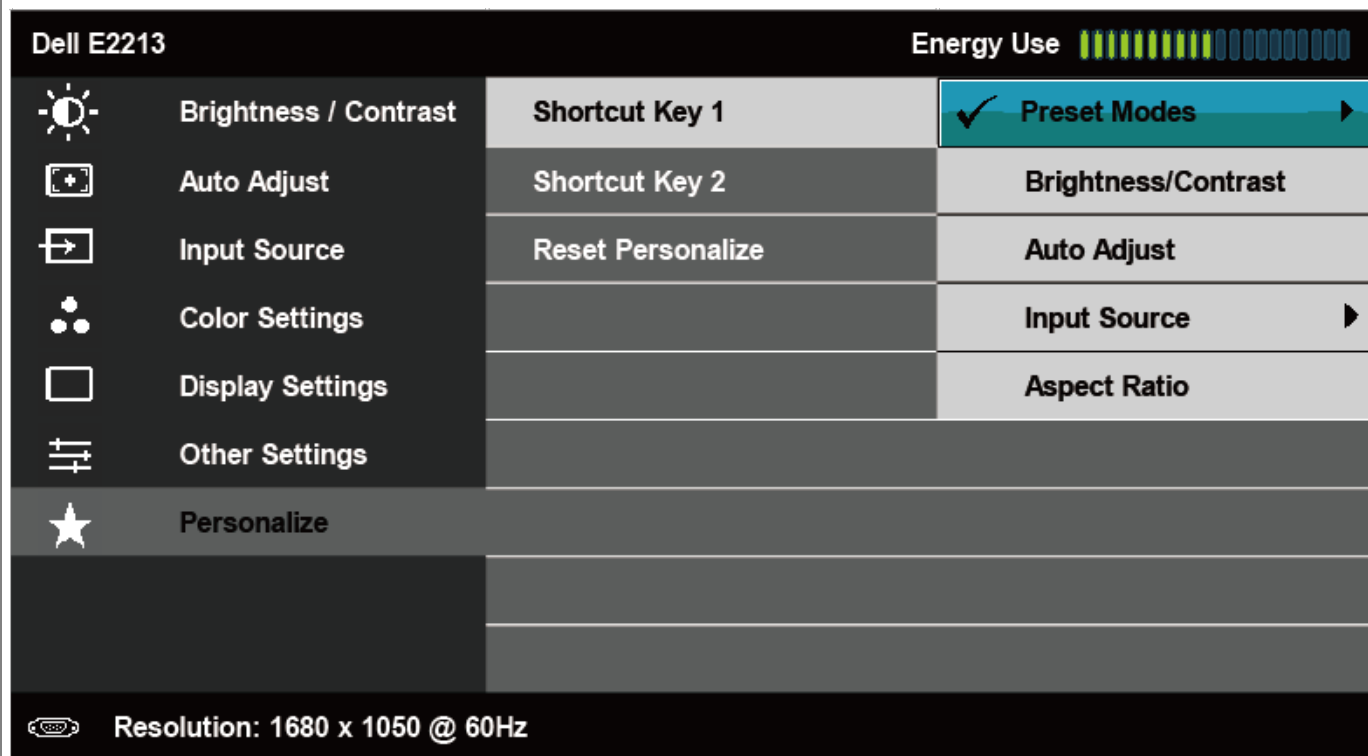 Dell E2213 Energy Use
Brightness / Contrast Shortcut Key 1 Preset Modes
Auto Adjust Shortcut Key 2 Brightness/Contrast
Input Source Reset Personalize Auto Adjust
Color Settings Input Source
Display Settings Aspect Ratio
Other Settings
Personalize
Resolution: 1680 x 1050 @ 60Hz